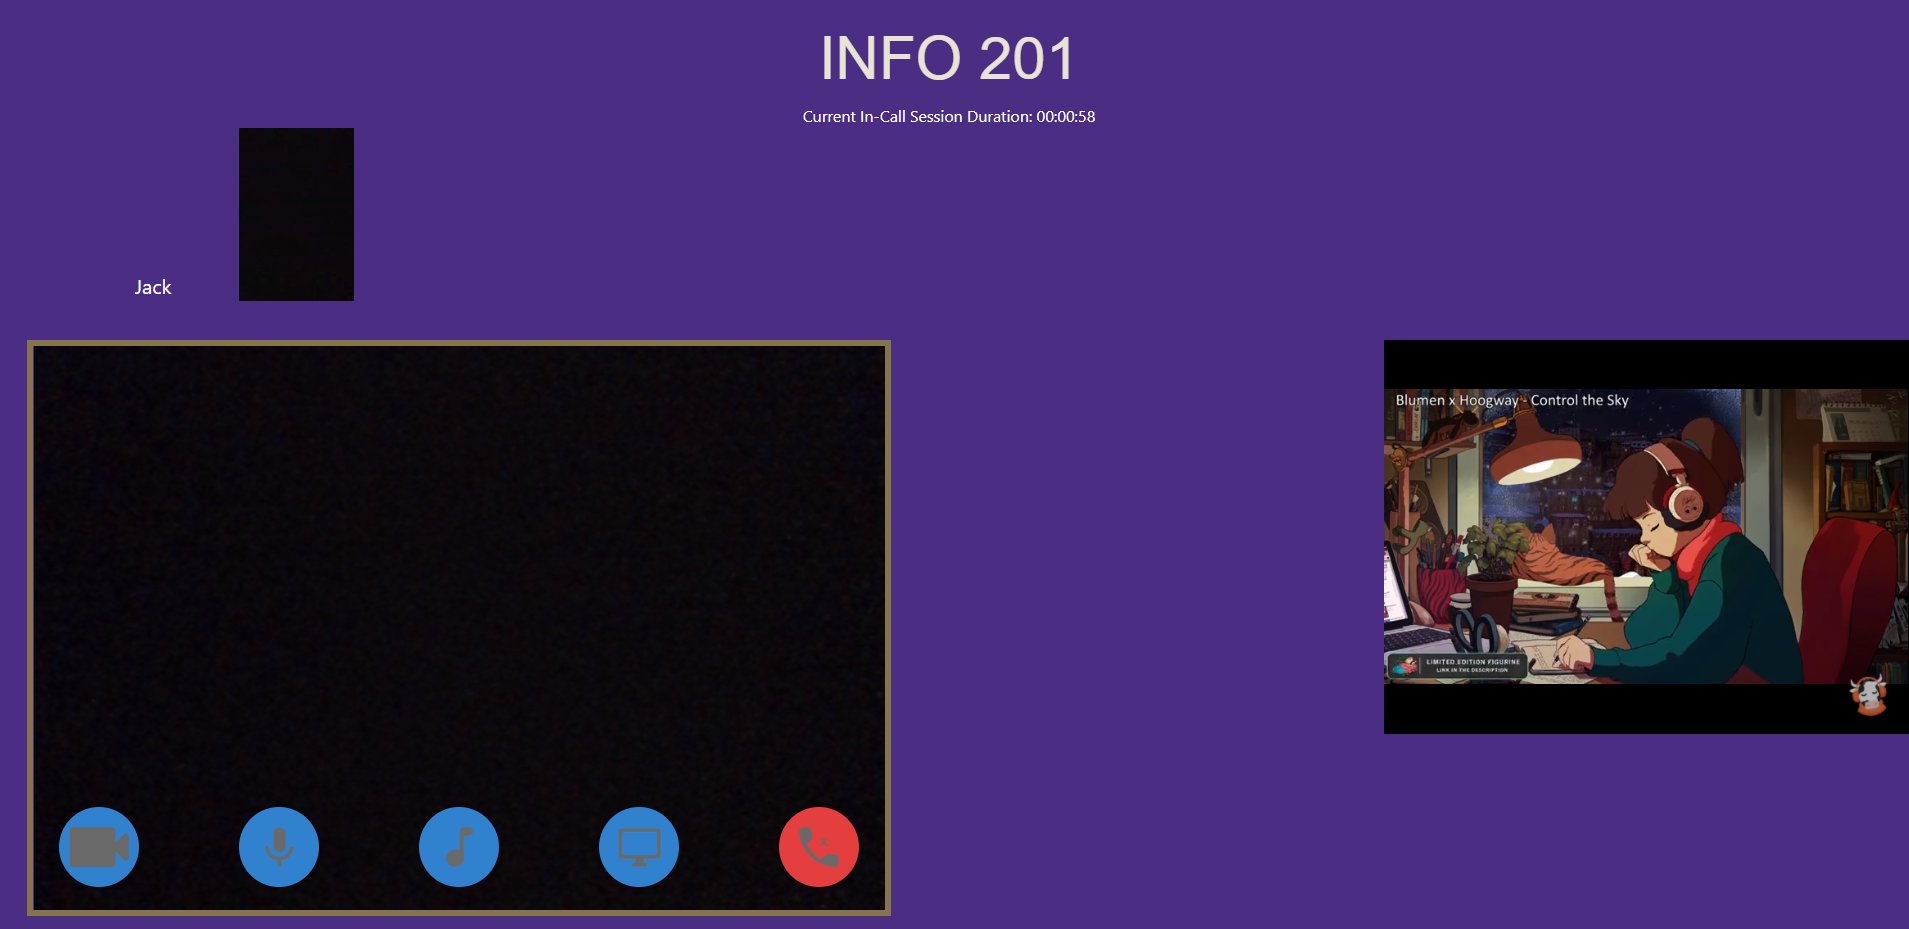 INFO 201
Current In-Call Session Duration: 00:00:58
Jack
Blumen x Hoogway - Control the Sky
LIMITED EDITION FIGURINE
LINK IN THE DESCRIPTION